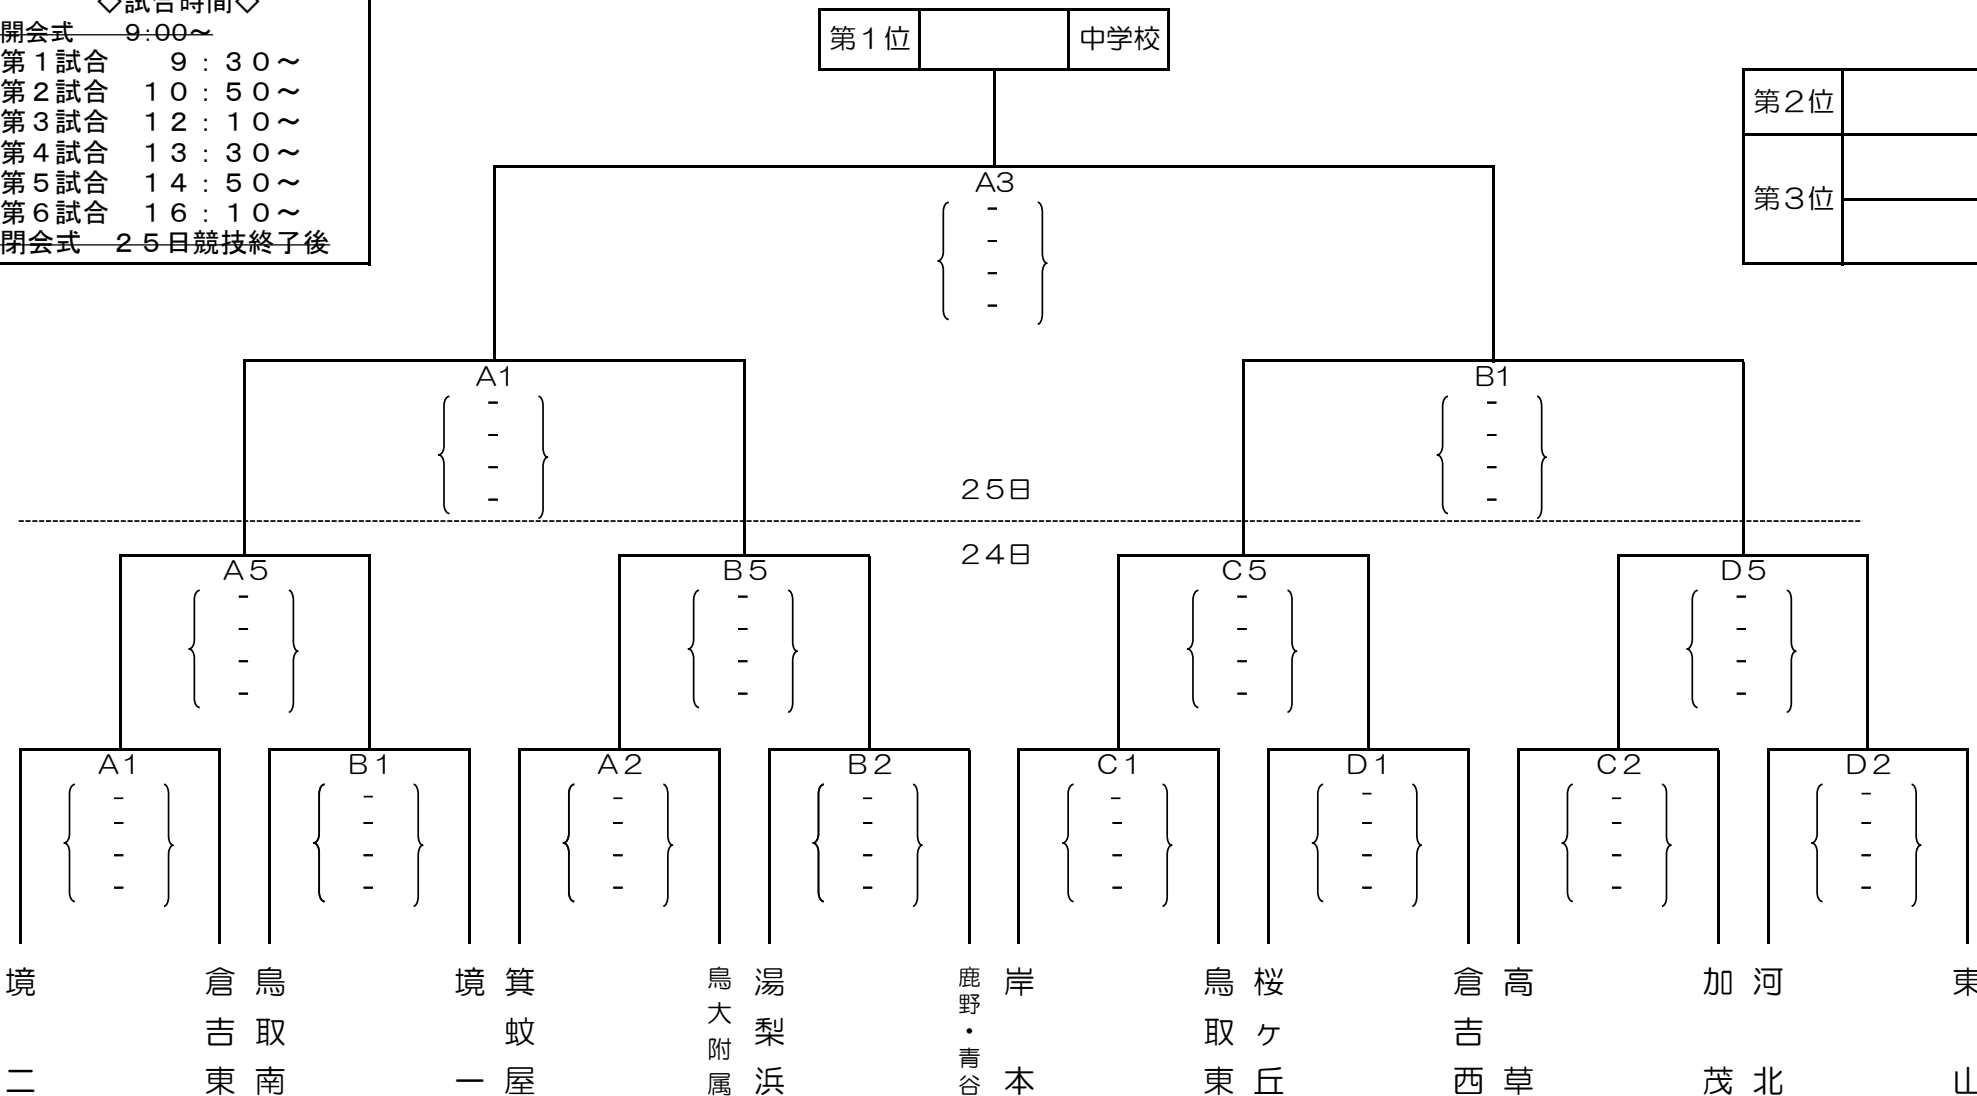 ◇試合時間◇
開会式 9:00～
第１試合 ９：３０～
第２試合 １０：５０～
第３試合 １２：１０～
第４試合 １３：３０～
第５試合 １４：５０～
第６試合 １６：１０～
閉会式 ２５日競技終了後
第１位 中学校
第２位
第３位
A3
-
-
-
-
A1 B1
- -
- -
- -
- -
２５日
２４日
A５ B５ C５ D５
- - - -
- - - -
- - - -
- - - -
A1 B1 A２ B２ C１ D１ C２ D２
- - - - - - - -
- - - - - - - -
- - - - - - - -
- - - - - - - -
境二
倉吉東
鳥取南
境一
箕蚊屋
鳥大附属
湯梨浜
鹿野・青谷
岸本
鳥取東
桜ヶ丘
倉吉西
高草
加茂
河北
東山